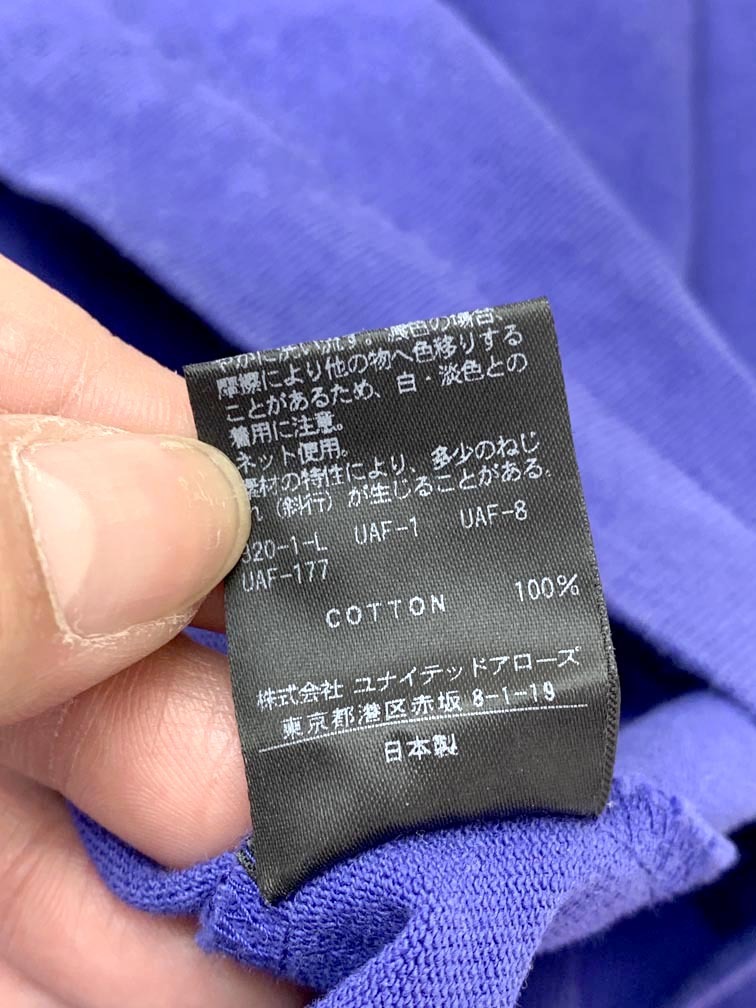 やかに洗い流す。濃色の場合、
摩擦により他の物へ色移りする
ことがあるため、白・淡色との
着用に注意。
ネット使用。
素材の特性により、多少のねじ
れ（斜行）が生じることがある。
320-1-L UAF-1 UAF-8
UAF-177
COTTON 100%
株式会社 ユナイテッドアローズ
東京都港区赤坂 8-1-19
日本製